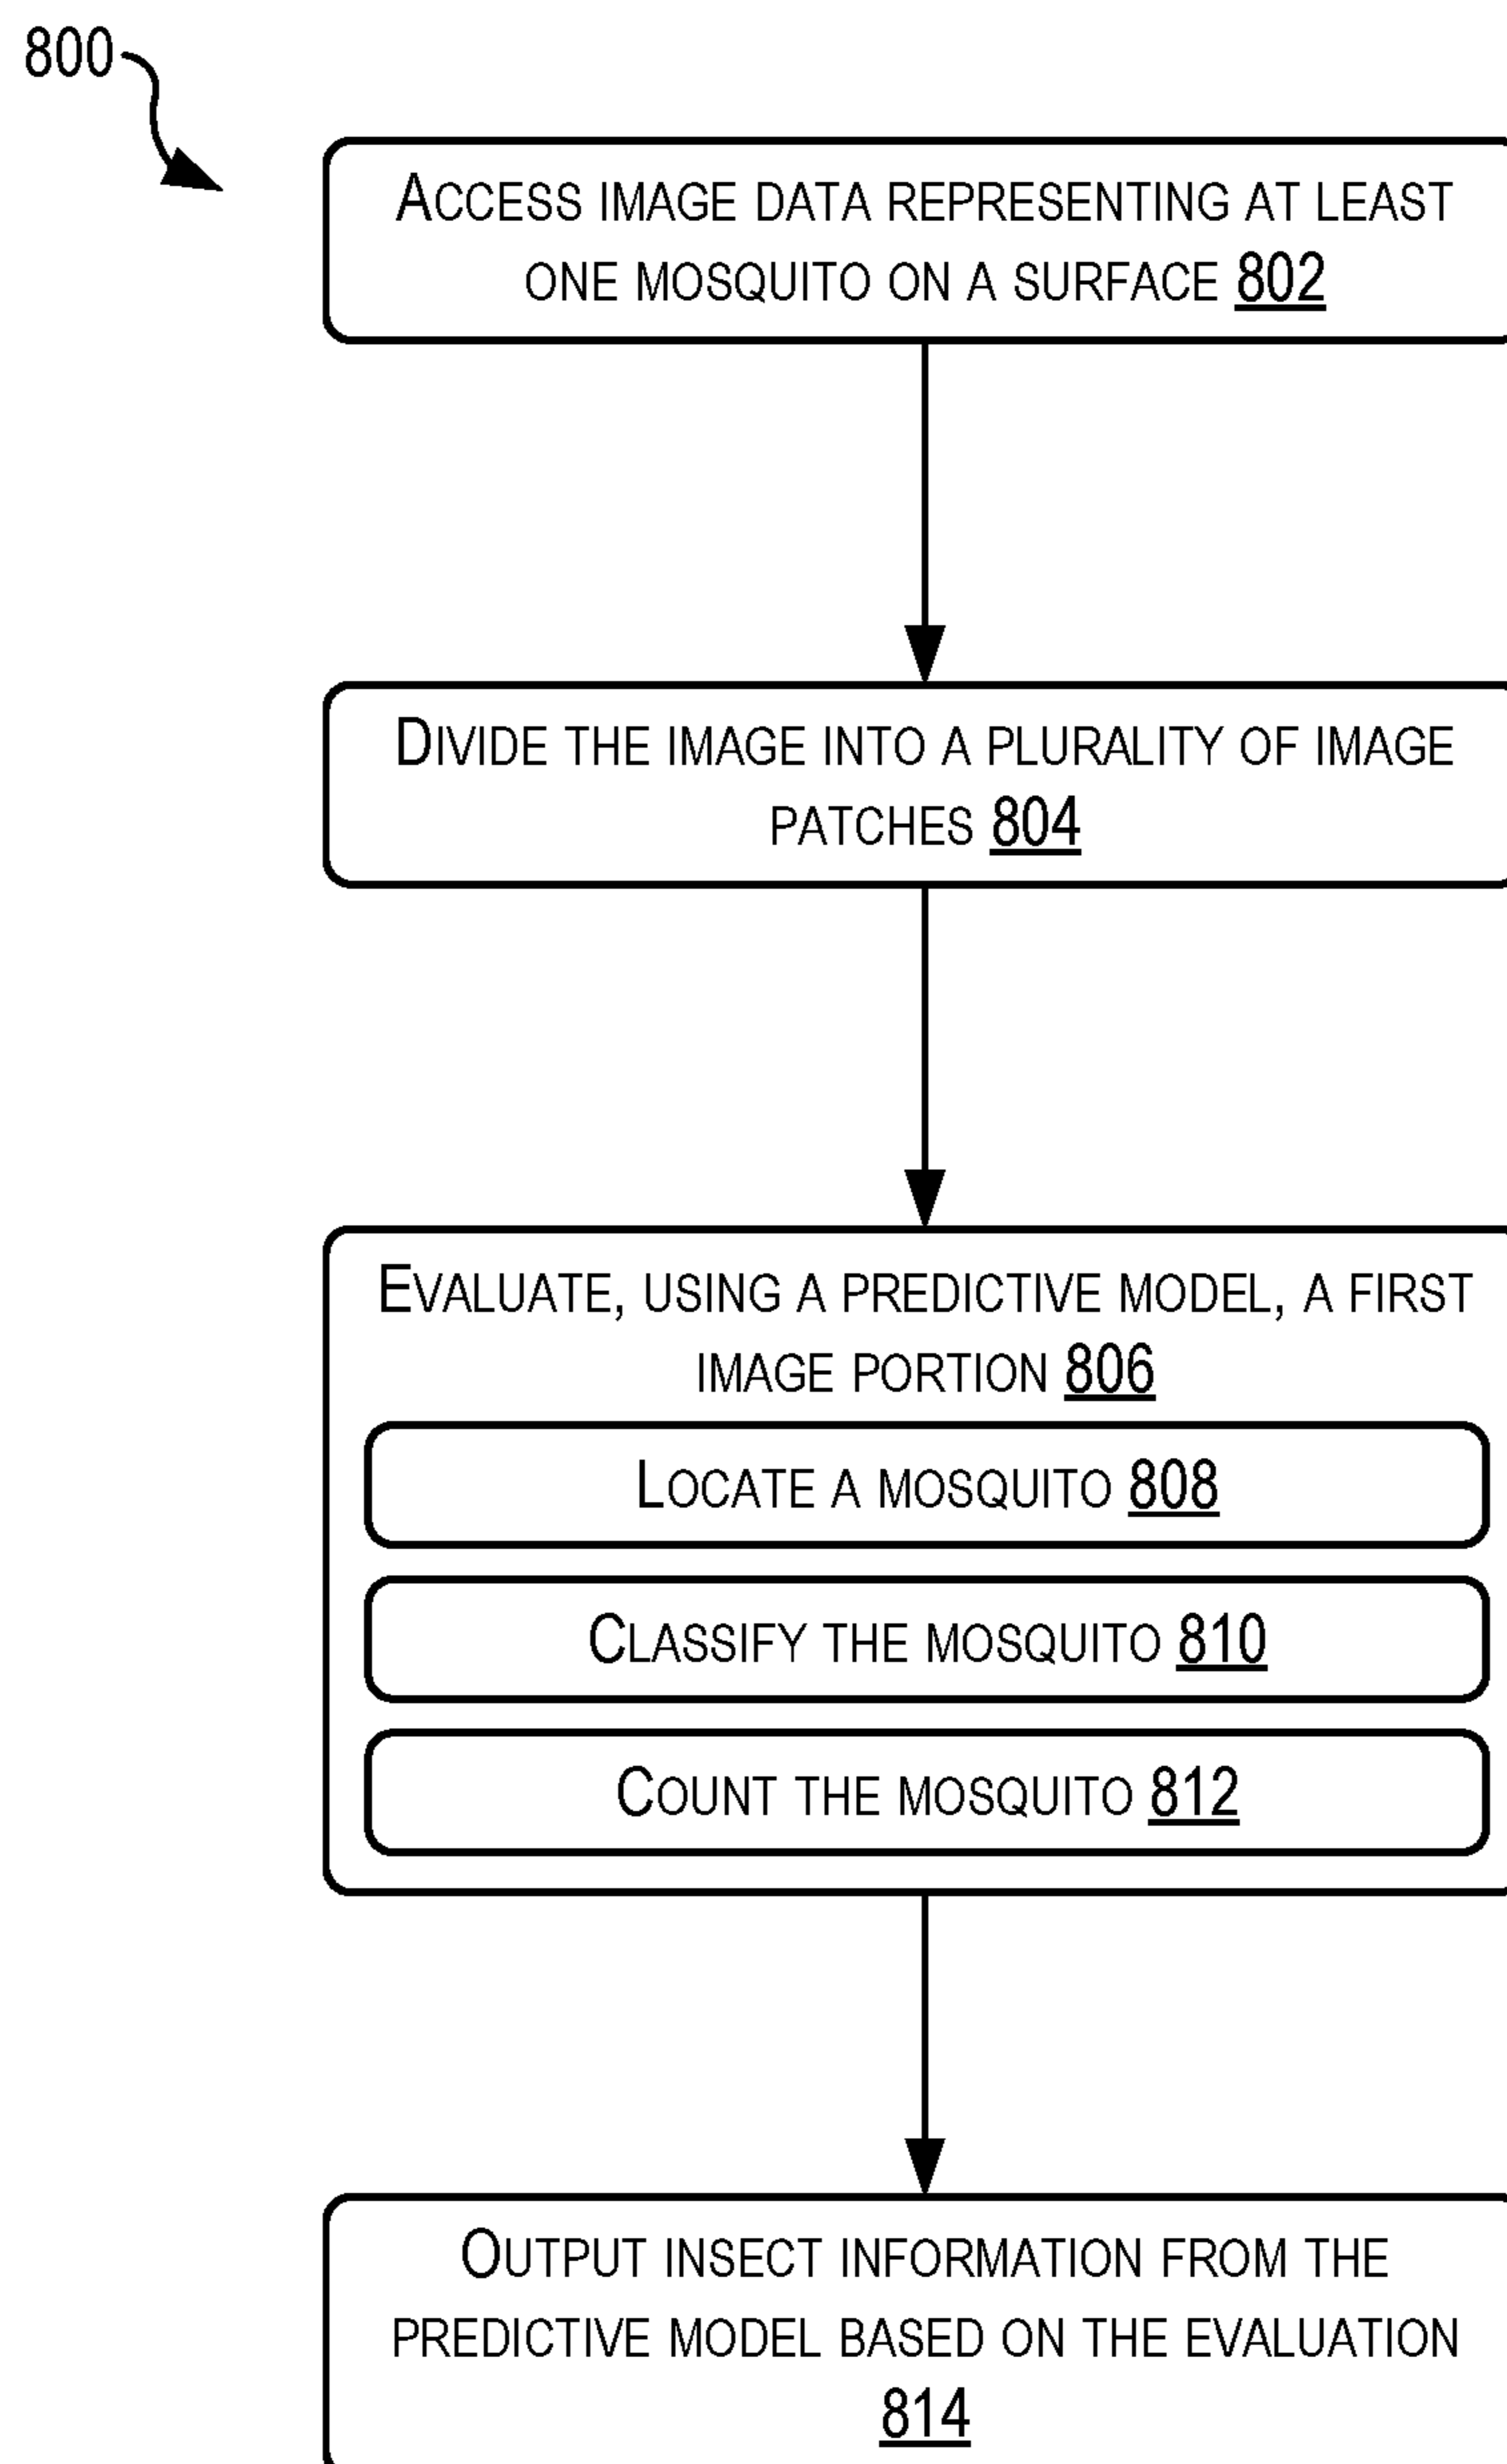 800
ACCESS IMAGE DATA REPRESENTING AT LEAST
ONE MOSQUITO ON A SURFACE 802
DIVIDE THE IMAGE INTO A PLURALITY OF IMAGE
PATCHES 804
EVALUATE, USING A PREDICTIVE MODEL, A FIRST
IMAGE PORTION 806
LOCATE A MOSQUITO 808
CLASSIFY THE MOSQUITO 810
COUNT THE MOSQUITO 812
OUTPUT INSECT INFORMATION FROM THE
PREDICTIVE MODEL BASED ON THE EVALUATION
814